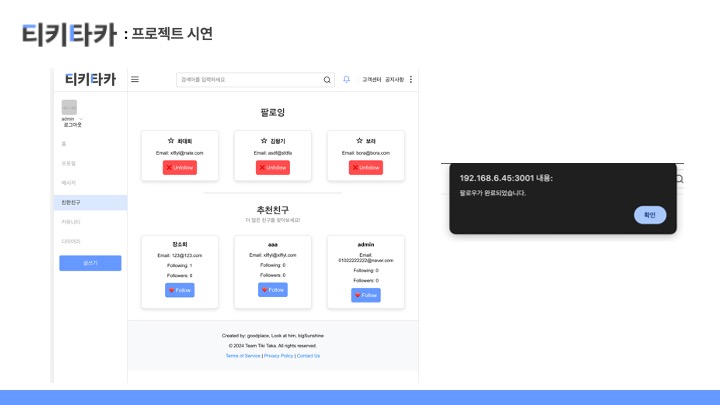 티키타카 : 프로젝트 시연
티키타카
검색어를 입력하세요
고객센터 공지사항
admin
로그아웃
홈
프로필
메시지
친한친구
커뮤니티
다이어리
글쓰기
팔로잉
☆ 최대희
Email: xlflyl@nate.com
Unfollow
☆ 김왕기
Email: asdf@sfdfa
Unfollow
☆ 보라
Email: bora@bora.com
Unfollow
추천친구
더 많은 친구를 찾아보세요!
장소희
Email: 123@123.com
Following: 1
Followers: 0
Follow
aaa
Email: xlflyl@xlflyl.com
Following: 0
Followers: 0
Follow
admin
Email:
01022222222@naver.com
Following: 0
Followers: 0
Follow
Created by: goodplace, Look at him, bigSunshine
© 2024 Team Tiki Taka. All rights reserved.
Terms of Service | Privacy Policy | Contact Us
192.168.6.45:3001 내용:
팔로우가 완료되었습니다.
확인